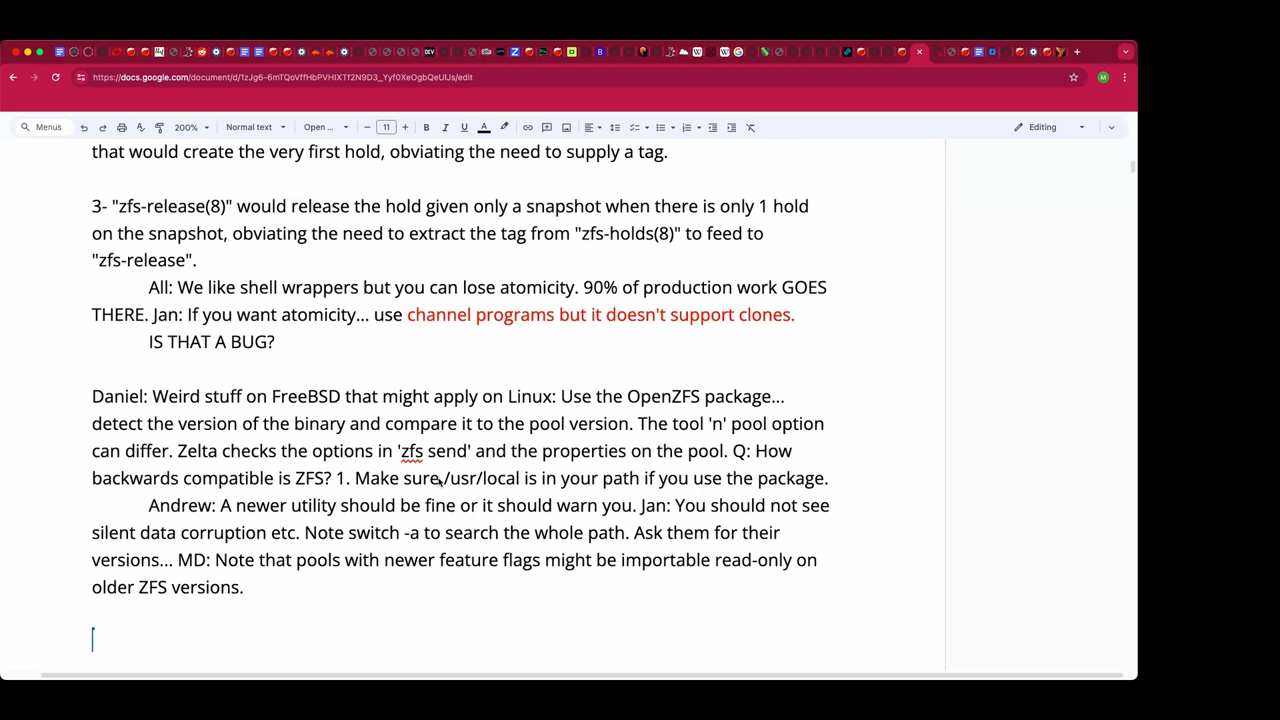 https://docs.google.com/document/d/1zJg6-6mTQoVffHbPVHIXTf2N9D3_Yyf0XeOgbQeUlJs/edit
M
Menus
200%
Normal text
Open ...
11
Editing
that would create the very first hold, obviating the need to supply a tag.
3- "zfs-release(8)" would release the hold given only a snapshot when there is only 1 hold
on the snapshot, obviating the need to extract the tag from "zfs-holds(8)" to feed to
"zfs-release".
All: We like shell wrappers but you can lose atomicity. 90% of production work GOES
THERE. Jan: If you want atomicity... use channel programs but it doesn't support clones.
IS THAT A BUG?
Daniel: Weird stuff on FreeBSD that might apply on Linux: Use the OpenZFS package...
detect the version of the binary and compare it to the pool version. The tool 'n' pool option
can differ. Zelta checks the options in 'zfs send' and the properties on the pool. Q: How
backwards compatible is ZFS? 1. Make sure /usr/local is in your path if you use the package.
Andrew: A newer utility should be fine or it should warn you. Jan: You should not see
silent data corruption etc. Note switch -a to search the whole path. Ask them for their
versions... MD: Note that pools with newer feature flags might be importable read-only on
older ZFS versions.